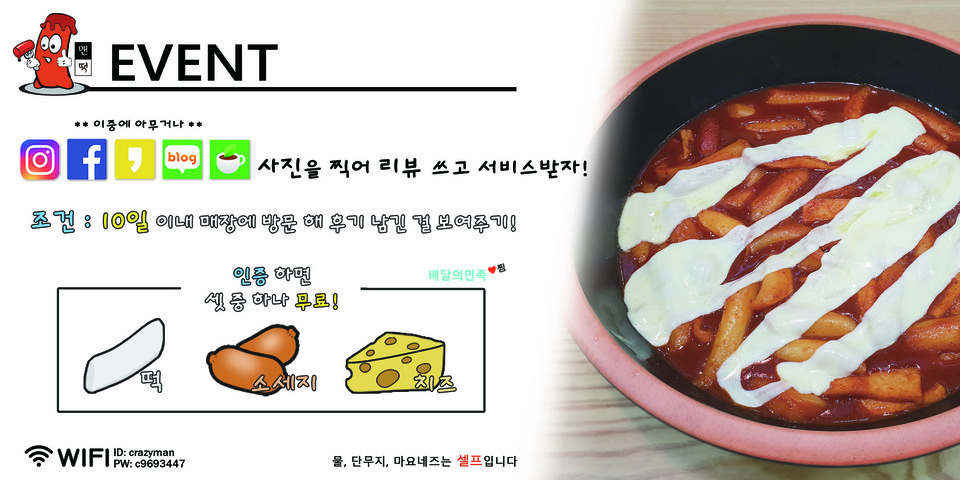 맨
떡
EVENT
** 이중에 아무거나 **
blog
사진을 찍어 리뷰 쓰고 서비스받자!
조건 : 10일 이내 매장에 방문 해 후기 남긴 걸 보여주기!
인증 하면
배달의민족♥찜
셋 중 하나 무료!
떡
소세지
치즈
WIFI
ID: crazyman
PW: c9693447
물, 단무지, 마요네즈는 셀프입니다